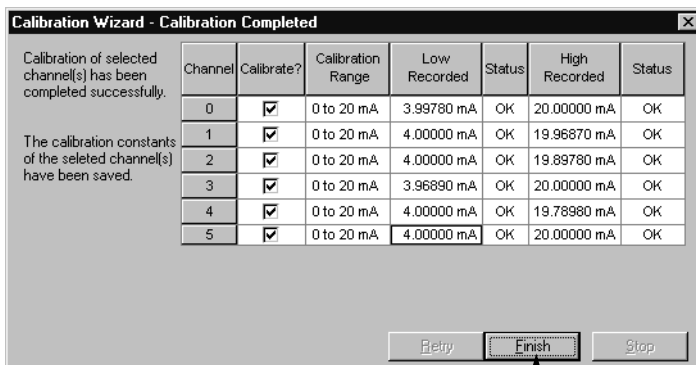 Calibration Wizard - Calibration Completed
Calibration of selected
channel(s) has been
completed successfully.
The calibration constants
of the seleted channel(s)
have been saved.
Channel Calibrate? Calibration Range Low Recorded Status High Recorded Status
0 0 to 20 mA 3.99780 mA OK 20.00000 mA OK
1 0 to 20 mA 4.00000 mA OK 19.96870 mA OK
2 0 to 20 mA 4.00000 mA OK 19.89780 mA OK
3 0 to 20 mA 3.96890 mA OK 20.00000 mA OK
4 0 to 20 mA 4.00000 mA OK 19.78980 mA OK
5 0 to 20 mA 4.00000 mA OK 20.00000 mA OK
Retry Finish Stop